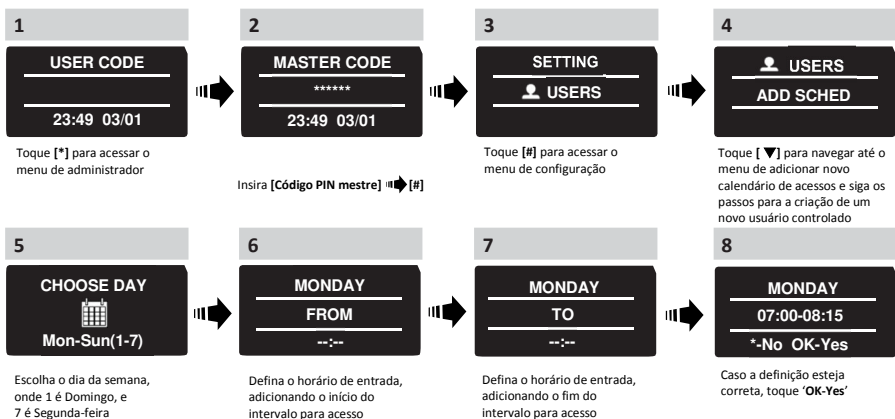 1
USER CODE
23:49 03/01
Toque [*] para acessar o
menu de administrador
2
MASTER CODE
******
23:49 03/01
Insira [Código PIN mestre] [#]
3
SETTING
USERS
Toque [#] para acessar o
menu de configuração
4
USERS
ADD SCHED
Toque [ ▼] para navegar até o
menu de adicionar novo
calendário de acessos e siga os
passos para a criação de um
novo usuário controlado
5
CHOOSE DAY
Mon-Sun(1-7)
Escolha o dia da semana,
onde 1 é Domingo, e
7 é Segunda-feira
6
MONDAY
FROM
--:--
Defina o horário de entrada,
adicionando o início do
intervalo para acesso
7
MONDAY
TO
--:--
Defina o horário de entrada,
adicionando o fim do
intervalo para acesso
8
MONDAY
07:00-08:15
*-No OK-Yes
Caso a definição esteja
correta, toque ‘OK-Yes’